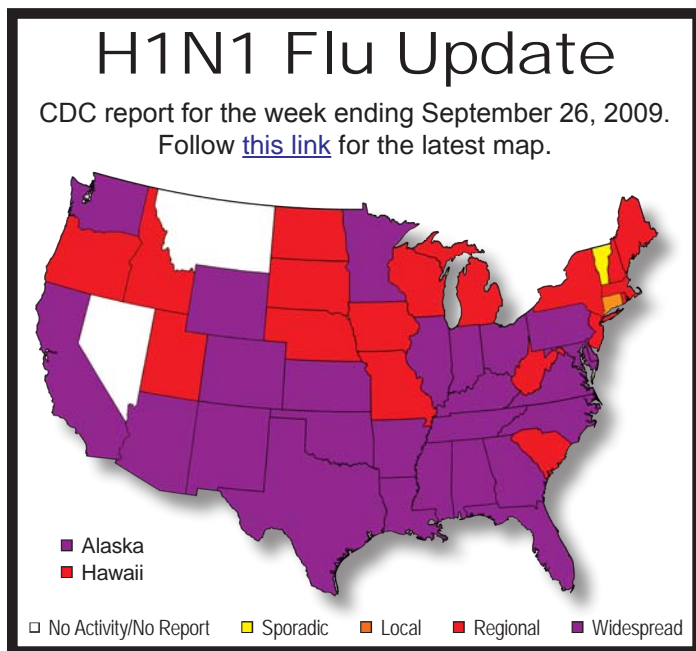 H1N1 Flu Update
CDC report for the week ending September 26, 2009.
Follow this link for the latest map.
Alaska
Hawaii
No Activity/No Report Sporadic Local Regional Widespread